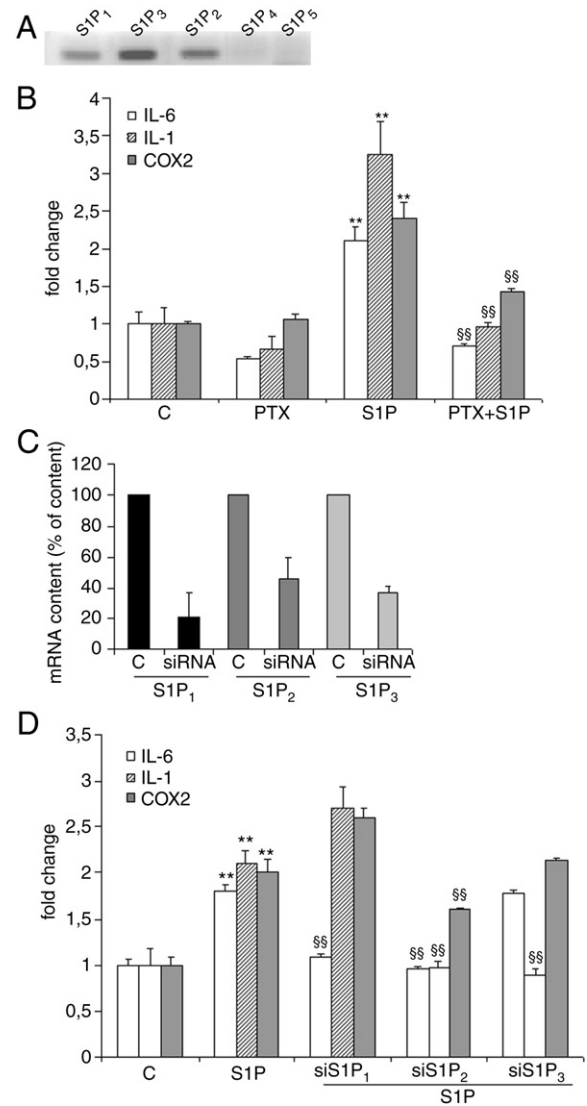 A
S1P₁ S1P₃ S1P₂ S1P₄ S1P₅
B
4
3,5
3
2,5
2
1,5
1
0,5
0
fold change
IL-6
IL-1
COX2
**
**
**
§§
§§
§§
C PTX S1P PTX+S1P
C
120
100
80
60
40
20
0
mRNA content (% of content)
C siRNA C siRNA C siRNA
S1P₁ S1P₂ S1P₃
D
3,5
3
2,5
2
1,5
1
0,5
0
fold change
IL-6
IL-1
COX2
**
**
**
§§
§§
§§
§§
§§
C S1P siS1P₁ siS1P₂ siS1P₃
S1P